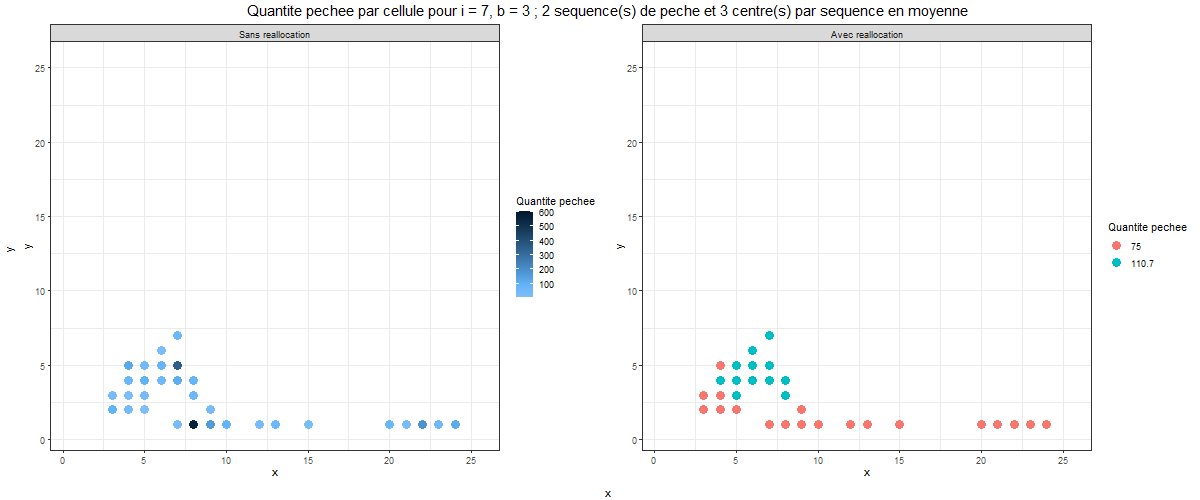 Quantite pechee par cellule pour i = 7, b = 3 ; 2 sequence(s) de peche et 3 centre(s) par sequence en moyenne
Sans reallocation
25
20
15
10
5
0
y
y
0 5 10 15 20 25
x
Quantite pechee
600
500
400
300
200
100
Avec reallocation
25
20
15
10
5
0
y
0 5 10 15 20 25
x
Quantite pechee
75
110.7
x